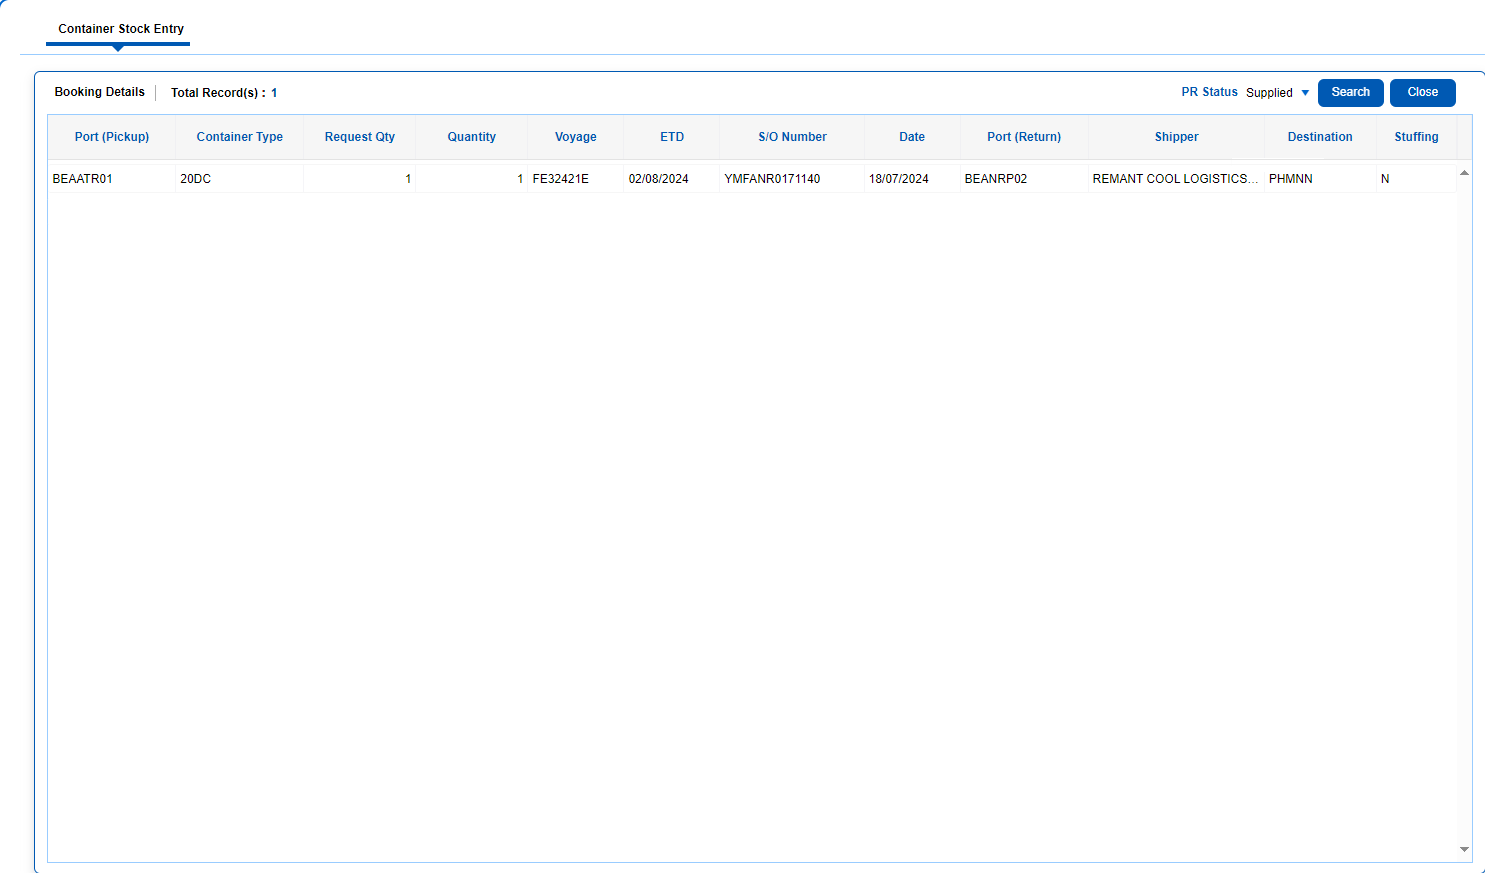 Container Stock Entry
Booking Details Total Record(s) : 1 PR Status Supplied Search Close
Port (Pickup) Container Type Request Qty Quantity Voyage ETD S/O Number Date Port (Return) Shipper Destination Stuffing
BEAATR01 20DC 1 1 FE32421E 02/08/2024 YMFANR0171140 18/07/2024 BEANRP02 REMANT COOL LOGISTICS... PHMNN N